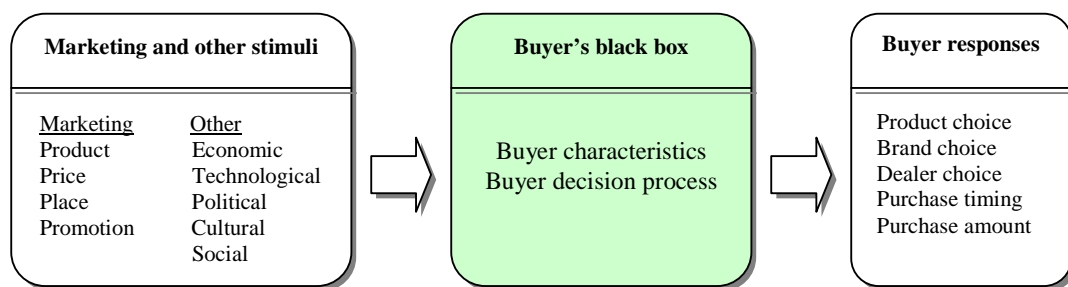 Marketing and other stimuli
Marketing
Product
Price
Place
Promotion
Other
Economic
Technological
Political
Cultural
Social
Buyer’s black box
Buyer characteristics
Buyer decision process
Buyer responses
Product choice
Brand choice
Dealer choice
Purchase timing
Purchase amount